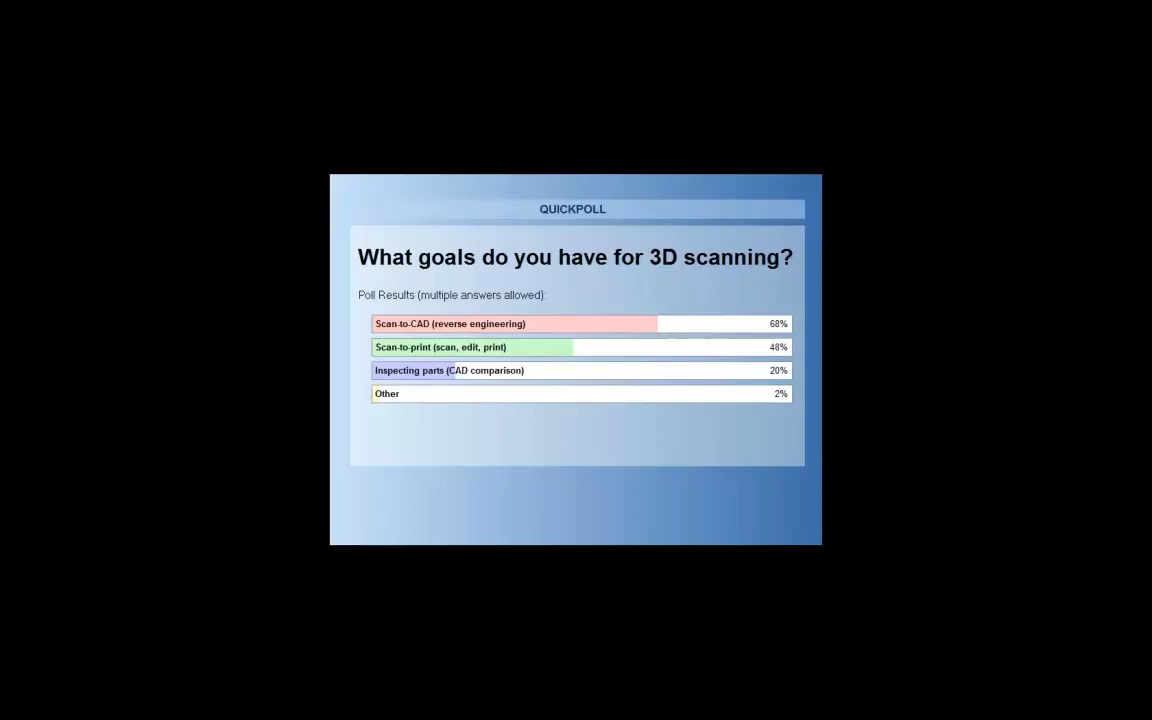 QUICKPOLL
What goals do you have for 3D scanning?
Poll Results (multiple answers allowed):
Scan-to-CAD (reverse engineering) 68%
Scan-to-print (scan, edit, print) 48%
Inspecting parts (CAD comparison) 20%
Other 2%